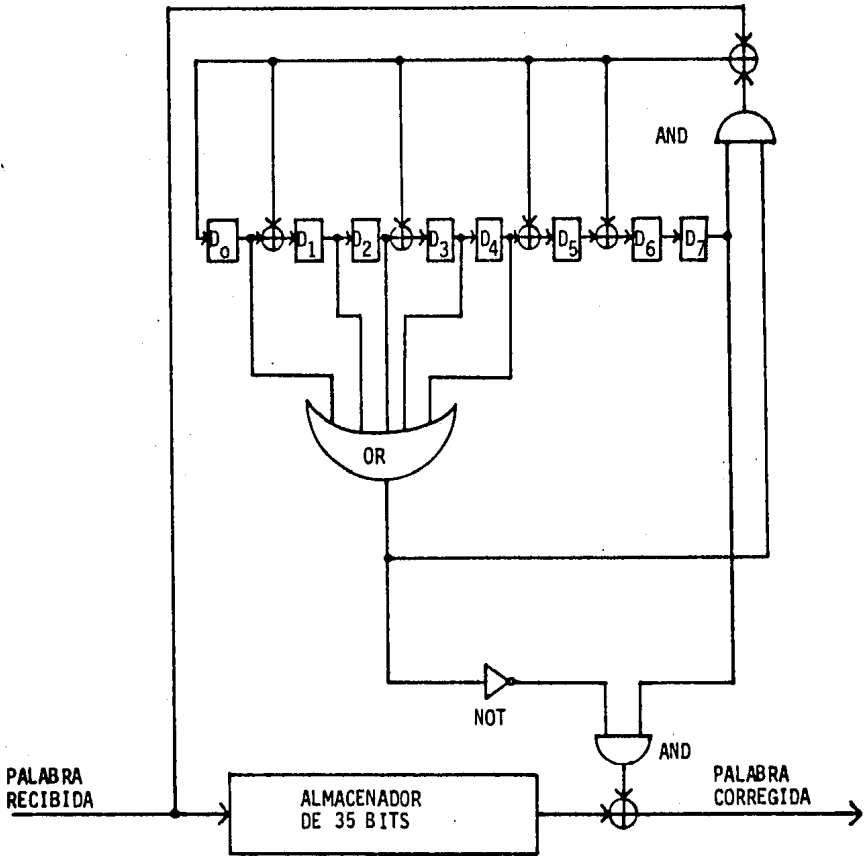 AND
D0 D1 D2 D3 D4 D5 D6 D7
OR
NOT
AND
PALABRA
RECIBIDA
ALMACENADOR
DE 35 BITS
PALABRA
CORREGIDA